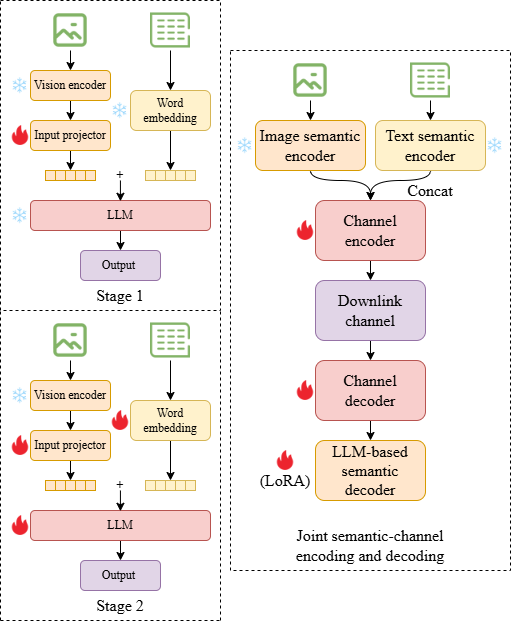 Vision encoder
Word
embedding
Input projector
+
LLM
Output
Stage 1
Vision encoder
Word
embedding
Input projector
+
LLM
Output
Stage 2
Image semantic
encoder
Text semantic
encoder
Concat
Channel
encoder
Downlink
channel
Channel
decoder
LLM-based
semantic
decoder
(LoRA)
Joint semantic-channel
encoding and decoding